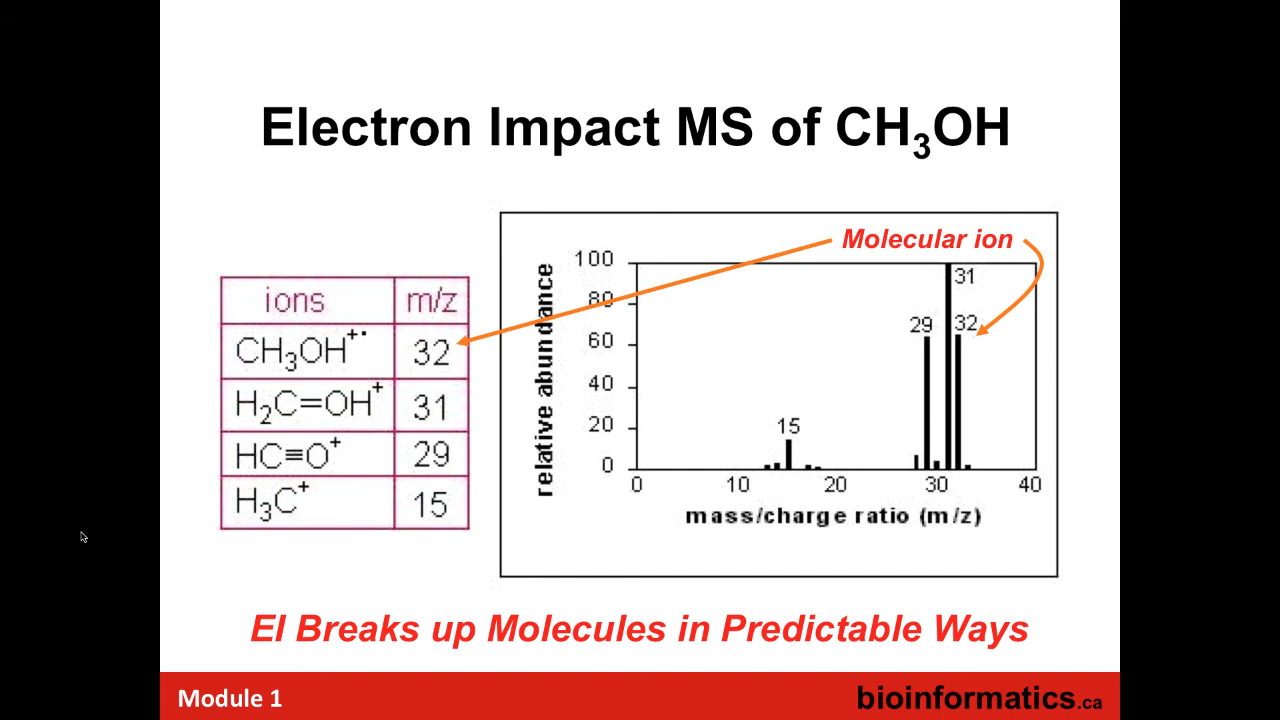 Electron Impact MS of CH₃OH
Molecular ion
ions m/z
CH₃OH⁺· 32
H₂C=OH⁺ 31
HC≡O⁺ 29
H₃C⁺ 15
relative abundance
100
80
60
40
20
0
15
29
31
32
0 10 20 30 40
mass/charge ratio (m/z)
EI Breaks up Molecules in Predictable Ways
Module 1
bioinformatics.ca